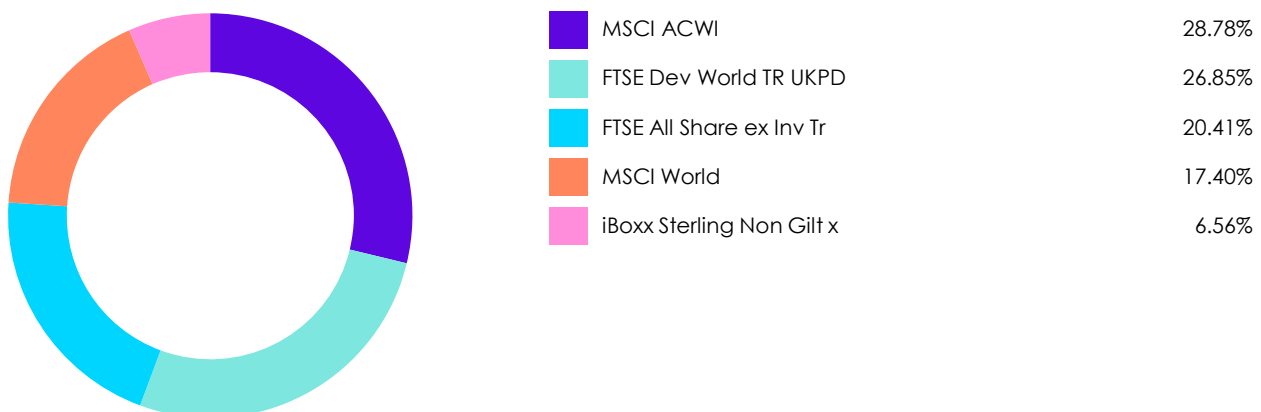 MSCI ACWI 28.78%
FTSE Dev World TR UKPD 26.85%
FTSE All Share ex Inv Tr 20.41%
MSCI World 17.40%
iBoxx Sterling Non Gilt x 6.56%